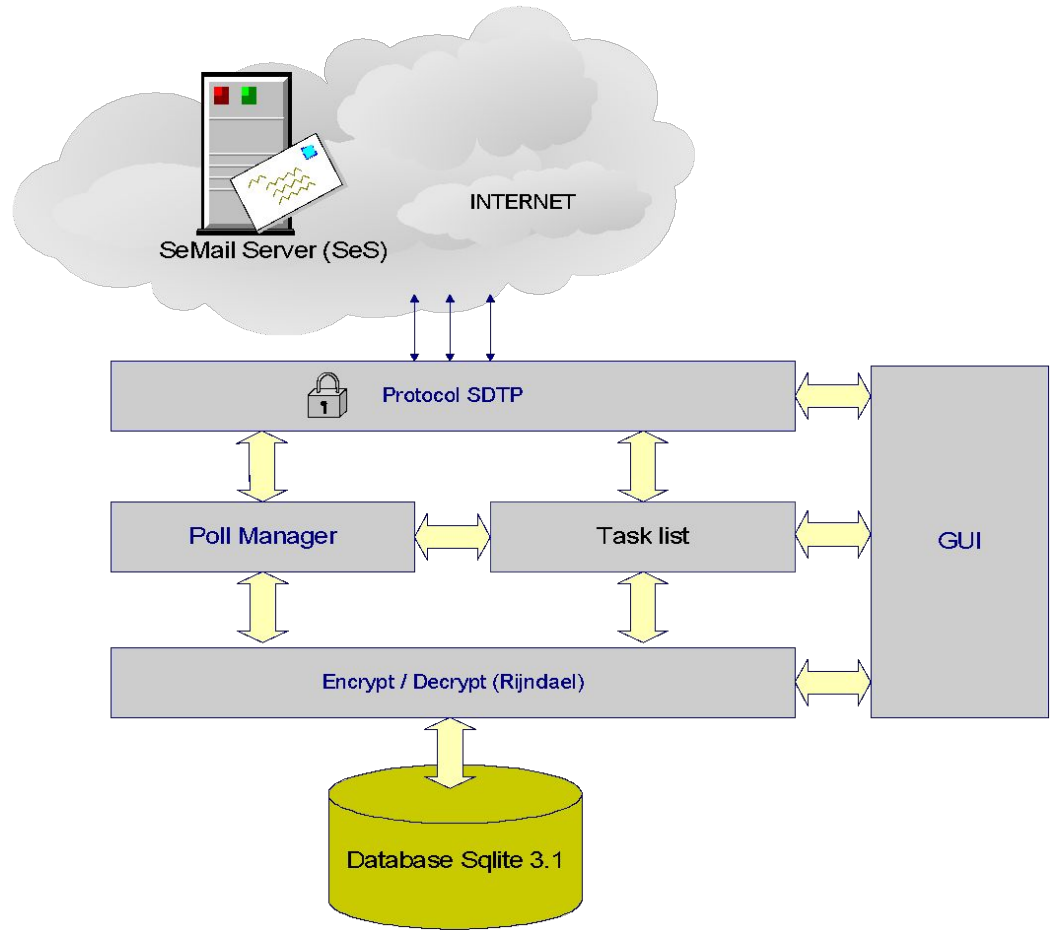 INTERNET
SeMail Server (SeS)
Protocol SDTP
Poll Manager
Task list
GUI
Encrypt / Decrypt (Rijndael)
Database Sqlite 3.1